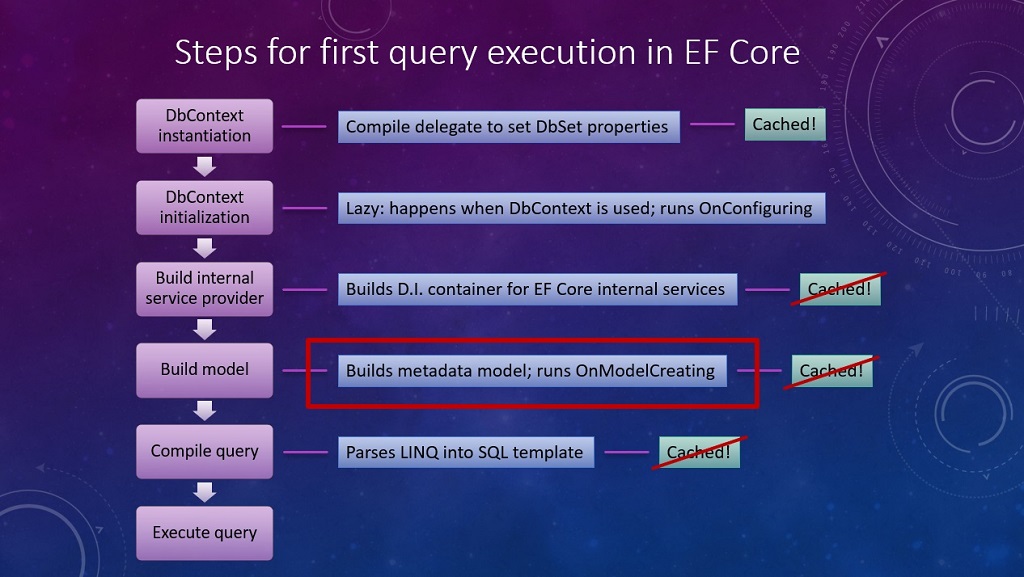 Steps for first query execution in EF Core
DbContext
instantiation
Compile delegate to set DbSet properties
Cached!
DbContext
initialization
Lazy: happens when DbContext is used; runs OnConfiguring
Build internal
service provider
Builds D.I. container for EF Core internal services
Cached!
Build model
Builds metadata model; runs OnModelCreating
Cached!
Compile query
Parses LINQ into SQL template
Cached!
Execute query